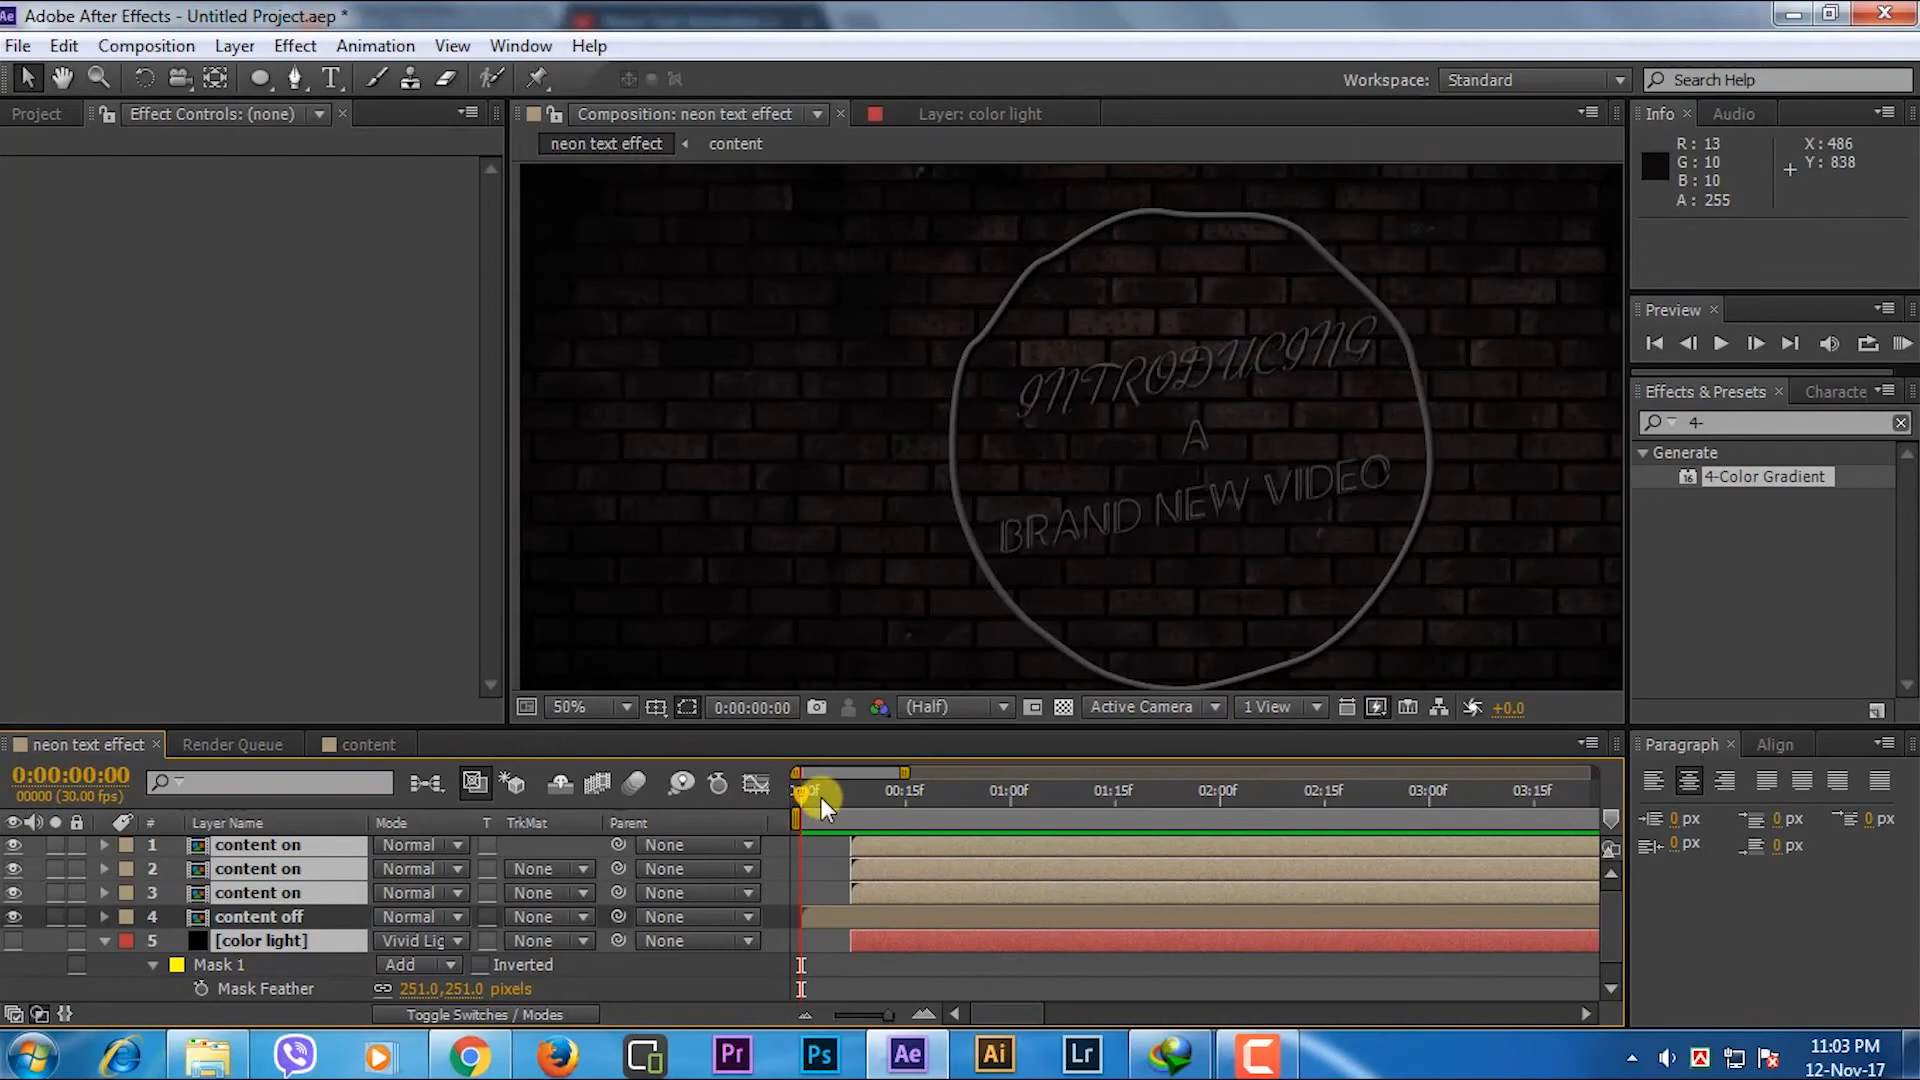 Adobe After Effects - Untitled Project.aep *
File Edit Composition Layer Effect Animation View Window Help
Workspace: Standard Search Help
Project Effect Controls: (none)
Composition: neon text effect Layer: color light
neon text effect content
Info Audio
R: 13
G: 10
B: 10
A: 255
X: 486
Y: 838
INTRODUCING
A
BRAND NEW VIDEO
Preview
Effects & Presets Characte
4-
Generate
4-Color Gradient
50% 0:00:00:00 (Half) Active Camera 1 View +0.0
neon text effect Render Queue content
0:00:00:00
00000 (30.00 fps)
00:15f 01:00f 01:15f 02:00f 02:15f 03:00f 03:15f
# Layer Name Mode T TrkMat Parent
1 content on Normal None
2 content on Normal None None
3 content on Normal None None
4 content off Normal None None
5 [color light] Vivid Lig None None
Mask 1 Add Inverted
Mask Feather 251.0,251.0 pixels
Toggle Switches / Modes
Paragraph Align
0 px 0 px 0 px
0 px 0 px
Pr Ps Ae Ai Lr
11:03 PM
12-Nov-17